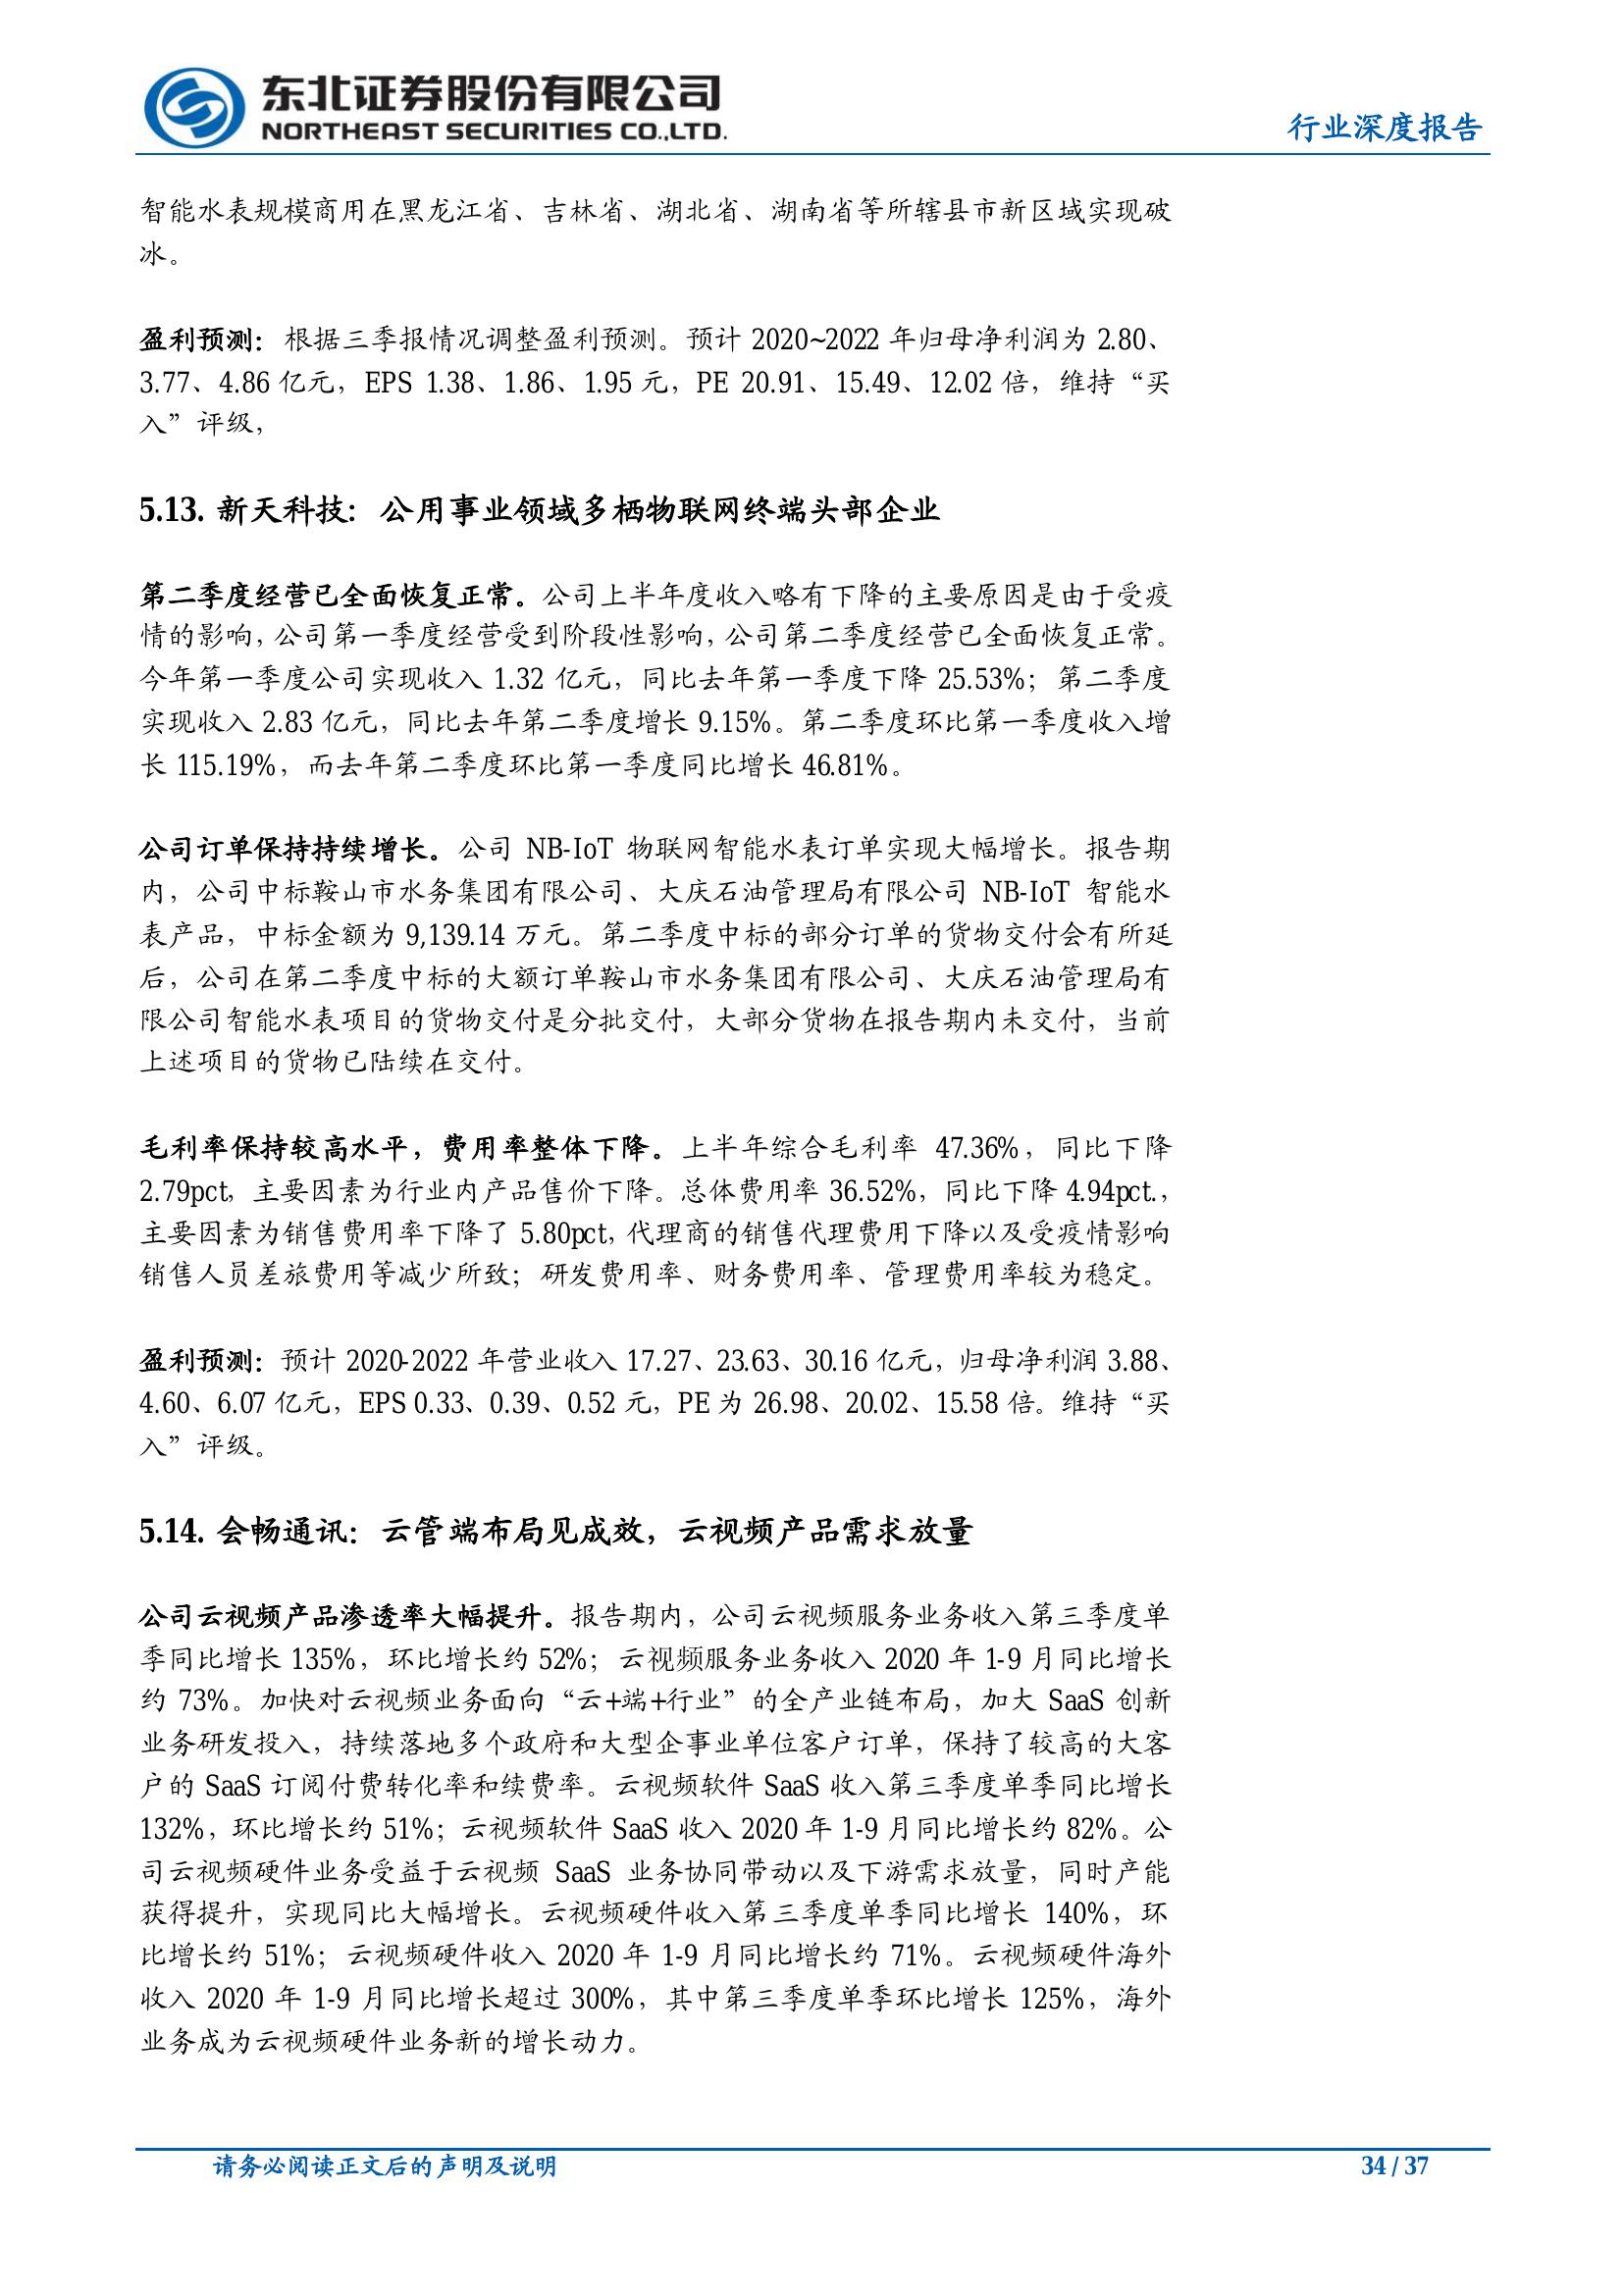 东北证券股份有限公司
NORTHEAST SECURITIES CO.,LTD.
行业深度报告
智能水表规模商用在黑龙江省、吉林省、湖北省、湖南省等所辖县市新区域实现破
冰。
盈利预测：根据三季报情况调整盈利预测。预计 2020~2022 年归母净利润为 2.80、
3.77、4.86 亿元，EPS 1.38、1.86、1.95 元，PE 20.91、15.49、12.02 倍，维持“买
入”评级，
5.13. 新天科技：公用事业领域多栖物联网终端头部企业
第二季度经营已全面恢复正常。公司上半年度收入略有下降的主要原因是由于受疫
情的影响，公司第一季度经营受到阶段性影响，公司第二季度经营已全面恢复正常。
今年第一季度公司实现收入 1.32 亿元，同比去年第一季度下降 25.53%；第二季度
实现收入 2.83 亿元，同比去年第二季度增长 9.15%。第二季度环比第一季度收入增
长 115.19%，而去年第二季度环比第一季度同比增长 46.81%。
公司订单保持持续增长。公司 NB-IoT 物联网智能水表订单实现大幅增长。报告期
内，公司中标鞍山市水务集团有限公司、大庆石油管理局有限公司 NB-IoT 智能水
表产品，中标金额为 9,139.14 万元。第二季度中标的部分订单的货物交付会有所延
后，公司在第二季度中标的大额订单鞍山市水务集团有限公司、大庆石油管理局有
限公司智能水表项目的货物交付是分批交付，大部分货物在报告期内未交付，当前
上述项目的货物已陆续在交付。
毛利率保持较高水平，费用率整体下降。上半年综合毛利率 47.36%，同比下降
2.79pct，主要因素为行业内产品售价下降。总体费用率 36.52%，同比下降 4.94pct.，
主要因素为销售费用率下降了 5.80pct，代理商的销售代理费用下降以及受疫情影响
销售人员差旅费用等减少所致；研发费用率、财务费用率、管理费用率较为稳定。
盈利预测：预计 2020-2022 年营业收入 17.27、23.63、30.16 亿元，归母净利润 3.88、
4.60、6.07 亿元，EPS 0.33、0.39、0.52 元，PE 为 26.98、20.02、15.58 倍。维持“买
入”评级。
5.14. 会畅通讯：云管端布局见成效，云视频产品需求放量
公司云视频产品渗透率大幅提升。报告期内，公司云视频服务业务收入第三季度单
季同比增长 135%，环比增长约 52%；云视频服务业务收入 2020 年 1-9 月同比增长
约 73%。加快对云视频业务面向“云+端+行业”的全产业链布局，加大 SaaS 创新
业务研发投入，持续落地多个政府和大型企事业单位客户订单，保持了较高的大客
户的 SaaS 订阅付费转化率和续费率。云视频软件 SaaS 收入第三季度单季同比增长
132%，环比增长约 51%；云视频软件 SaaS 收入 2020 年 1-9 月同比增长约 82%。公
司云视频硬件业务受益于云视频 SaaS 业务协同带动以及下游需求放量，同时产能
获得提升，实现同比大幅增长。云视频硬件收入第三季度单季同比增长 140%，环
比增长约 51%；云视频硬件收入 2020 年 1-9 月同比增长约 71%。云视频硬件海外
收入 2020 年 1-9 月同比增长超过 300%，其中第三季度单季环比增长 125%，海外
业务成为云视频硬件业务新的增长动力。
请务必阅读正文后的声明及说明
34 / 37